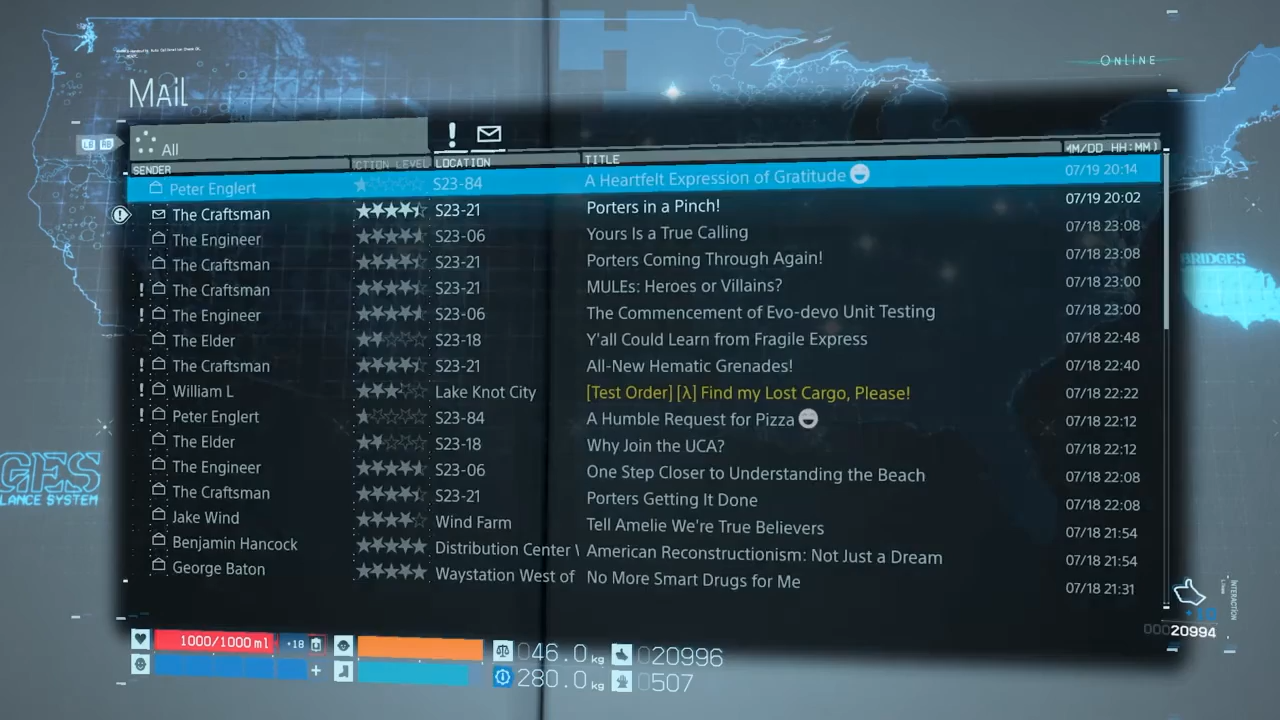 ONLINE
MAIL
LB RB
All
SENDER LOCATION TITLE MM/DD HH:MM
Peter Englert S23-84 A Heartfelt Expression of Gratitude 07/19 20:14
The Craftsman S23-21 Porters in a Pinch! 07/19 20:02
The Engineer S23-06 Yours Is a True Calling 07/18 23:08
The Craftsman S23-21 Porters Coming Through Again! 07/18 23:08
! The Craftsman S23-21 MULEs: Heroes or Villains? 07/18 23:00
! The Engineer S23-06 The Commencement of Evo-devo Unit Testing 07/18 23:00
The Elder S23-18 Y'all Could Learn from Fragile Express 07/18 22:48
! The Craftsman S23-21 All-New Hematic Grenades! 07/18 22:40
! William L Lake Knot City [Test Order] [λ] Find my Lost Cargo, Please! 07/18 22:22
! Peter Englert S23-84 A Humble Request for Pizza 07/18 22:12
The Elder S23-18 Why Join the UCA? 07/18 22:12
The Engineer S23-06 One Step Closer to Understanding the Beach 07/18 22:08
The Craftsman S23-21 Porters Getting It Done 07/18 22:08
Jake Wind Wind Farm Tell Amelie We're True Believers 07/18 21:54
Benjamin Hancock Distribution Center American Reconstructionism: Not Just a Dream 07/18 21:54
George Baton Waystation West of No More Smart Drugs for Me 07/18 21:31
BRIDGES
GES
LANCE SYSTEM
INTERACTION
+10
00020994
1000/1000 ml +18 046.0 kg 020996
+ 280.0 kg 0507